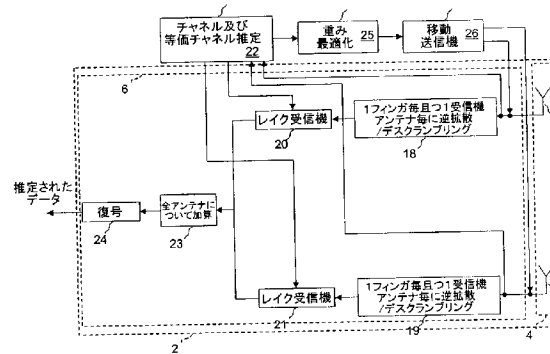 チャネル及び
等価チャネル推定
22
重み
最適化
25
移動
送信機
26
6
レイク受信機
20
1フィンガ毎且つ1受信機
アンテナ毎に逆拡散
/デスクランブリング
18
推定された
データ
復号
24
全アンテナ
について加算
23
レイク受信機
21
1フィンガ毎且つ1受信機
アンテナ毎に逆拡散
/デスクランブリング
19
2
4